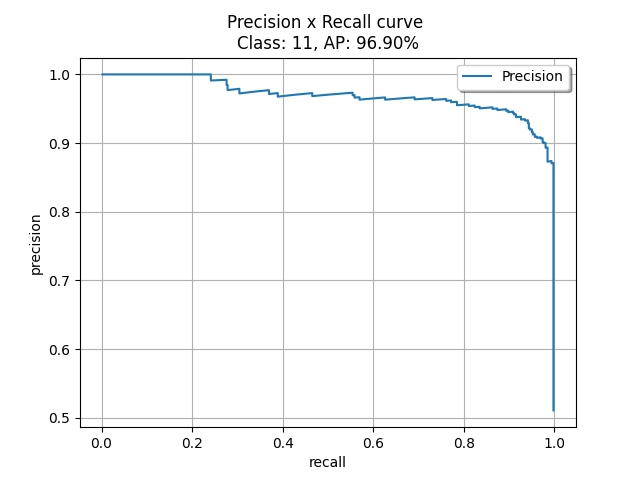 Precision x Recall curve
Class: 11, AP: 96.90%
Precision
1.0
0.9
0.8
0.7
0.6
0.5
precision
0.0 0.2 0.4 0.6 0.8 1.0
recall